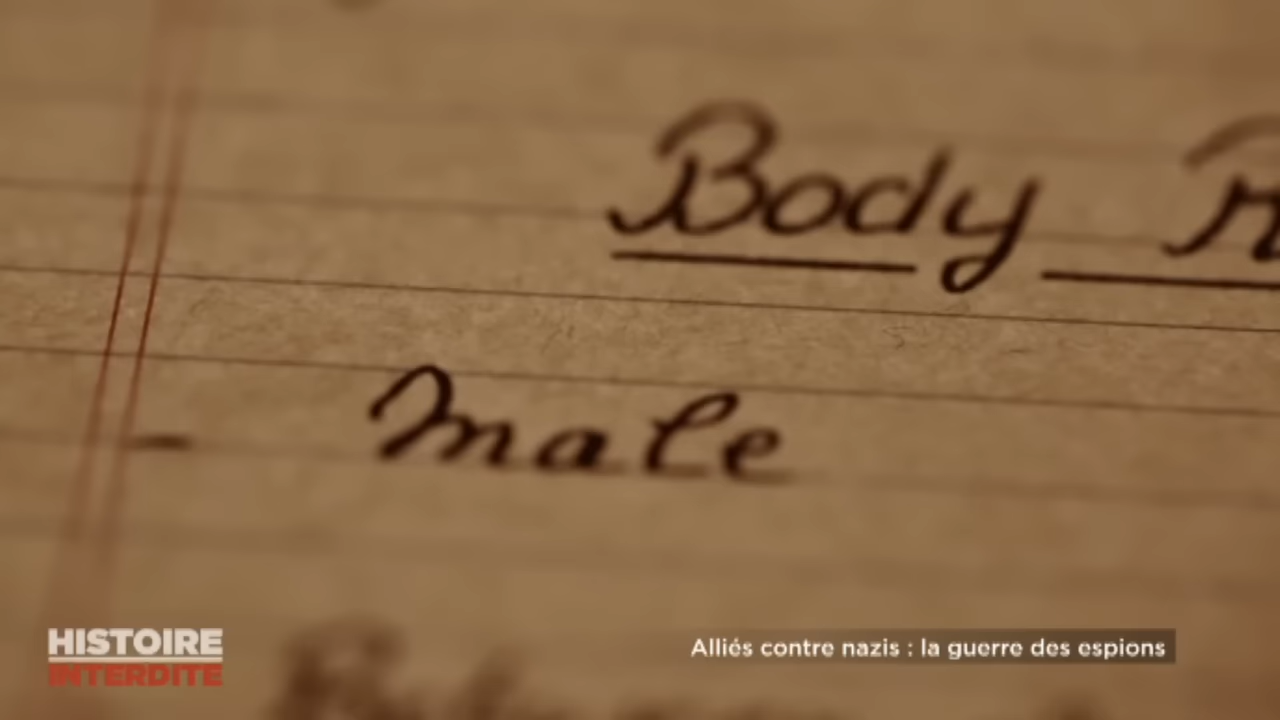 Body
- Male
HISTOIRE
INTERDITE
Alliés contre nazis : la guerre des espions